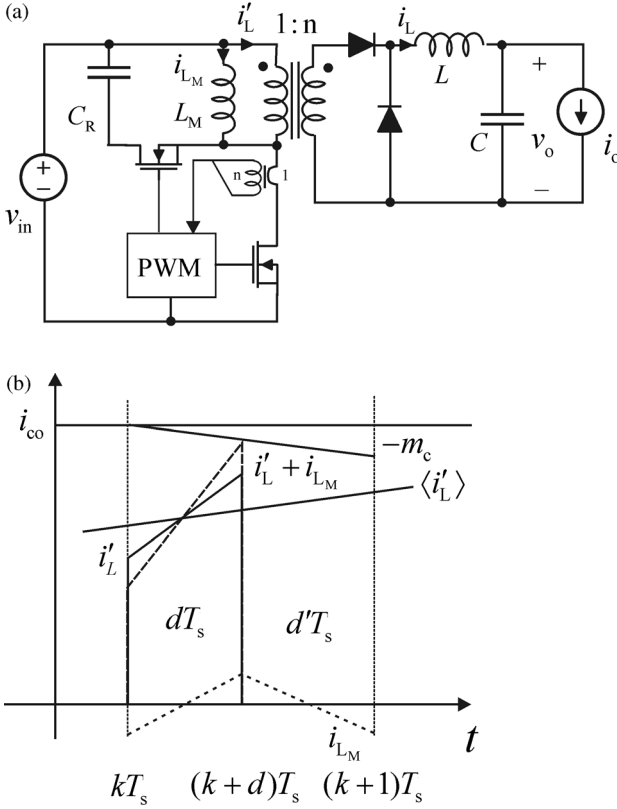 (a)
i′L 1:n iL
iLM
CR LM L
+
n 1 C vo io
+
−
vin
−
PWM
(b)
ico
−mc
i′L + iLM
⟨i′L⟩
i′L
dTs d′Ts
iLM t
kTs (k+d)Ts (k+1)Ts